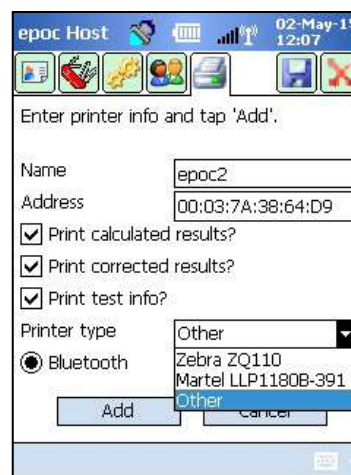 epoc Host 02-May-15
12:07
Enter printer info and tap 'Add'.
Name epoc2
Address 00:03:7A:38:64:D9
Print calculated results?
Print corrected results?
Print test info?
Printer type Other
Bluetooth Zebra ZQ110
Martel LLP1180B-391
Other
Add Cancel